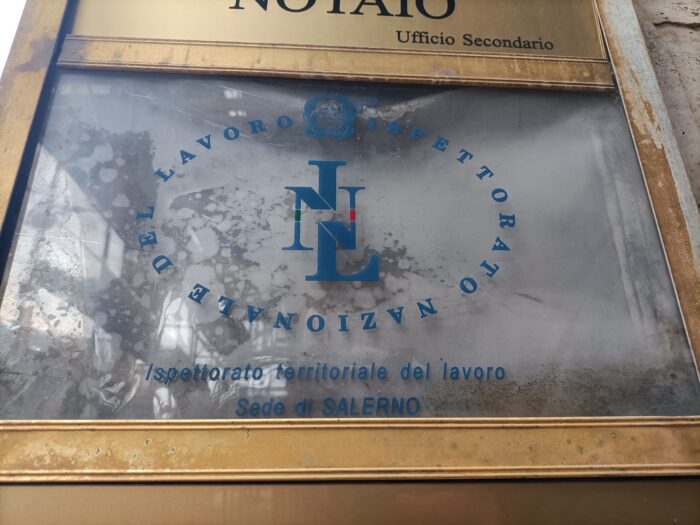 NOTAIO
Ufficio Secondario
ISPETTORATO NAZIONALE DEL LAVORO
INL
Ispettorato territoriale del lavoro
Sede di SALERNO